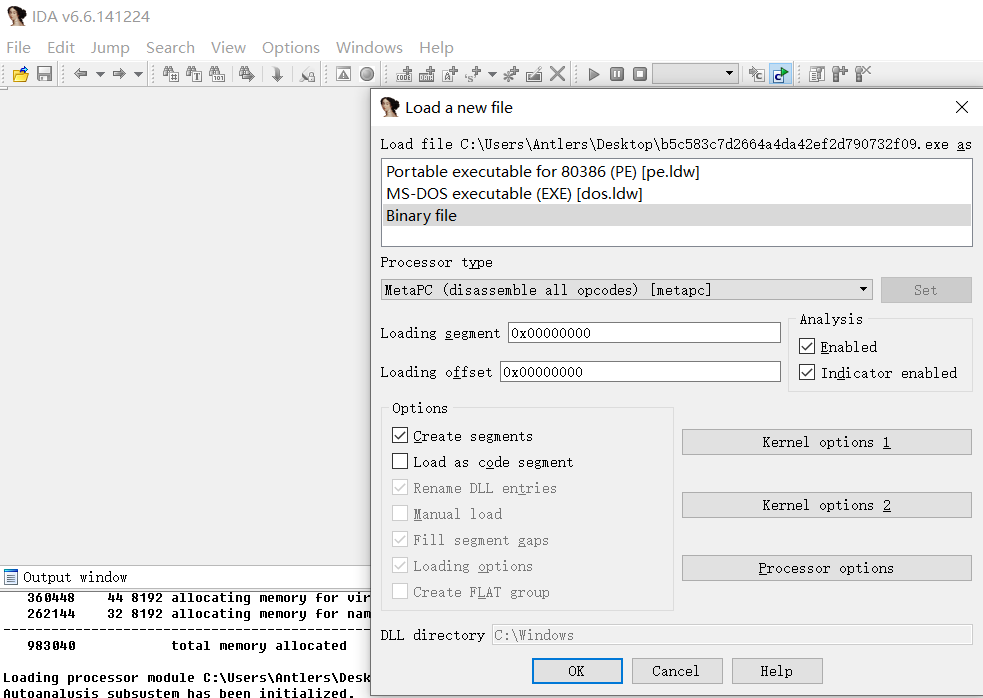 IDA v6.6.141224
File Edit Jump Search View Options Windows Help
Load a new file
Load file C:\Users\Antlers\Desktop\b5c583c7d2664a4da42ef2d790732f09.exe as
Portable executable for 80386 (PE) [pe.ldw]
MS-DOS executable (EXE) [dos.ldw]
Binary file
Processor type
MetaPC (disassemble all opcodes) [metapc]
Set
Loading segment 0x00000000
Loading offset 0x00000000
Analysis
Enabled
Indicator enabled
Options
Create segments
Load as code segment
Rename DLL entries
Manual load
Fill segment gaps
Loading options
Create FLAT group
Kernel options 1
Kernel options 2
Processor options
DLL directory C:\Windows
OK Cancel Help
Output window
360448 44 8192 allocating memory for vir
262144 32 8192 allocating memory for nam
983040 total memory allocated
Loading processor module C:\Users\Antlers\Desk
Autoanalysis subsystem has been initialized.